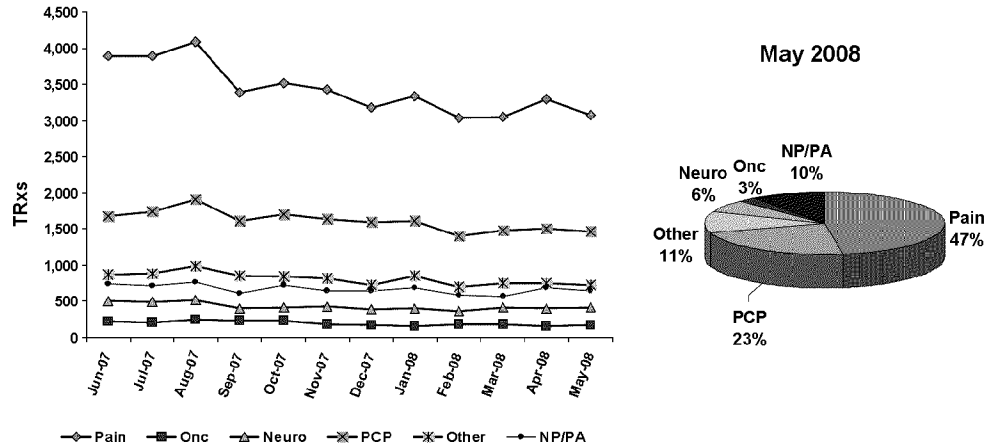 4,500
4,000
3,500
3,000
2,500
2,000
1,500
1,000
500
0
TRxs
Jun-07
Jul-07
Aug-07
Sep-07
Oct-07
Nov-07
Dec-07
Jan-08
Feb-08
Mar-08
Apr-08
May-08
Pain
Onc
Neuro
PCP
Other
NP/PA
May 2008
NP/PA
10%
Onc
3%
Neuro
6%
Other
11%
Pain
47%
PCP
23%